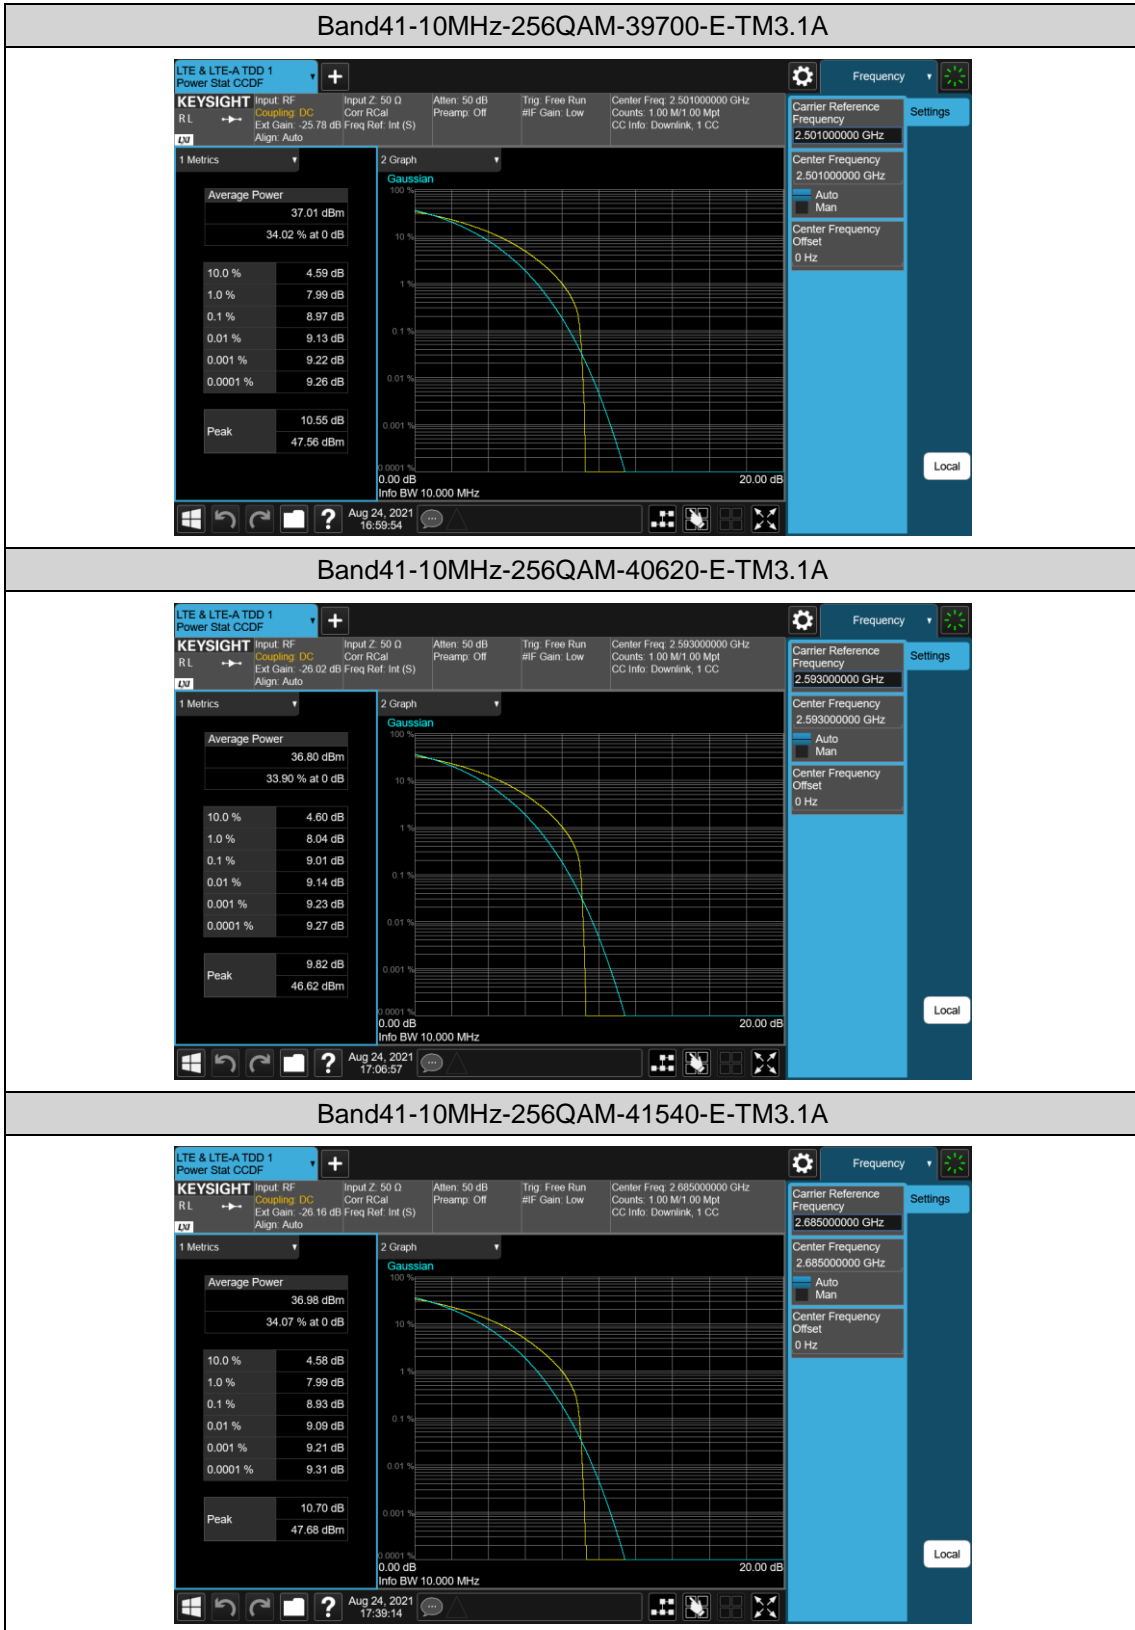 Band41-10MHz-256QAM-39700-E-TM3.1A
LTE & LTE-A TDD 1
Power Stat CCDF
Frequency
KEYSIGHT
RL
LXI
Input: RF
Coupling: DC
Ext Gain: -25.78 dB
Align: Auto
Input Z: 50 Ω
Corr RCal
Freq Ref: Int (S)
Atten: 50 dB
Preamp: Off
Trig: Free Run
#IF Gain: Low
Center Freq: 2.501000000 GHz
Counts: 1.00 M/1.00 Mpt
CC Info: Downlink, 1 CC
Carrier Reference
Frequency
2.501000000 GHz
Settings
Center Frequency
2.501000000 GHz
Auto
Man
Center Frequency
Offset
0 Hz
Local
1 Metrics
Average Power
37.01 dBm
34.02 % at 0 dB
10.0 % 4.59 dB
1.0 % 7.99 dB
0.1 % 8.97 dB
0.01 % 9.13 dB
0.001 % 9.22 dB
0.0001 % 9.26 dB
Peak
10.55 dB
47.56 dBm
2 Graph
Gaussian
100 %
10 %
1 %
0.1 %
0.01 %
0.001 %
0.0001 %
0.00 dB 20.00 dB
Info BW 10.000 MHz
?
Aug 24, 2021
16:59:54
Band41-10MHz-256QAM-40620-E-TM3.1A
LTE & LTE-A TDD 1
Power Stat CCDF
Frequency
KEYSIGHT
RL
LXI
Input: RF
Coupling: DC
Ext Gain: -26.02 dB
Align: Auto
Input Z: 50 Ω
Corr RCal
Freq Ref: Int (S)
Atten: 50 dB
Preamp: Off
Trig: Free Run
#IF Gain: Low
Center Freq: 2.593000000 GHz
Counts: 1.00 M/1.00 Mpt
CC Info: Downlink, 1 CC
Carrier Reference
Frequency
2.593000000 GHz
Settings
Center Frequency
2.593000000 GHz
Auto
Man
Center Frequency
Offset
0 Hz
Local
1 Metrics
Average Power
36.80 dBm
33.90 % at 0 dB
10.0 % 4.60 dB
1.0 % 8.04 dB
0.1 % 9.01 dB
0.01 % 9.14 dB
0.001 % 9.23 dB
0.0001 % 9.27 dB
Peak
9.82 dB
46.62 dBm
2 Graph
Gaussian
100 %
10 %
1 %
0.1 %
0.01 %
0.001 %
0.0001 %
0.00 dB 20.00 dB
Info BW 10.000 MHz
?
Aug 24, 2021
17:06:57
Band41-10MHz-256QAM-41540-E-TM3.1A
LTE & LTE-A TDD 1
Power Stat CCDF
Frequency
KEYSIGHT
RL
LXI
Input: RF
Coupling: DC
Ext Gain: -26.16 dB
Align: Auto
Input Z: 50 Ω
Corr RCal
Freq Ref: Int (S)
Atten: 50 dB
Preamp: Off
Trig: Free Run
#IF Gain: Low
Center Freq: 2.685000000 GHz
Counts: 1.00 M/1.00 Mpt
CC Info: Downlink, 1 CC
Carrier Reference
Frequency
2.685000000 GHz
Settings
Center Frequency
2.685000000 GHz
Auto
Man
Center Frequency
Offset
0 Hz
Local
1 Metrics
Average Power
36.98 dBm
34.07 % at 0 dB
10.0 % 4.58 dB
1.0 % 7.99 dB
0.1 % 8.93 dB
0.01 % 9.09 dB
0.001 % 9.21 dB
0.0001 % 9.31 dB
Peak
10.70 dB
47.68 dBm
2 Graph
Gaussian
100 %
10 %
1 %
0.1 %
0.01 %
0.001 %
0.0001 %
0.00 dB 20.00 dB
Info BW 10.000 MHz
?
Aug 24, 2021
17:39:14